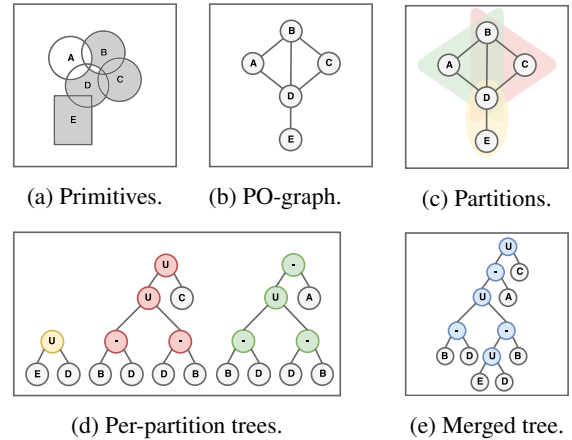 A B C D E
(a) Primitives.
B
A C
D
E
(b) PO-graph.
B
A C
D
E
(c) Partitions.
U -
U C U A
U - - - -
E D B D D B B D D B
(d) Per-partition trees.
U
- C
U A
- -
B D U B
E D
(e) Merged tree.